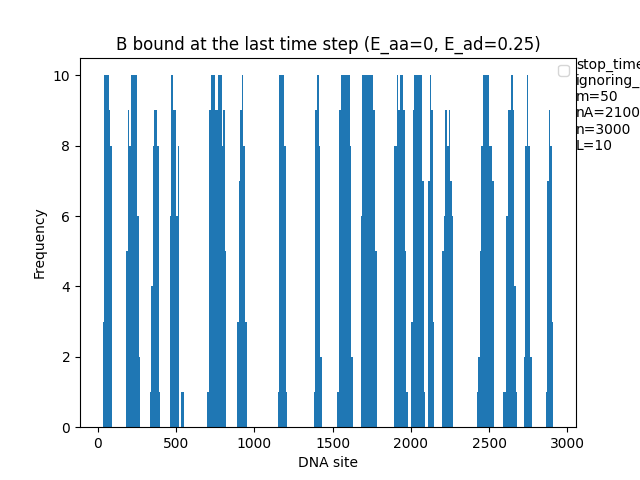 B bound at the last time step (E_aa=0, E_ad=0.25)
stop_time
ignoring_
m=50
nA=2100
n=3000
L=10
10
8
6
4
2
0
Frequency
0 500 1000 1500 2000 2500 3000
DNA site